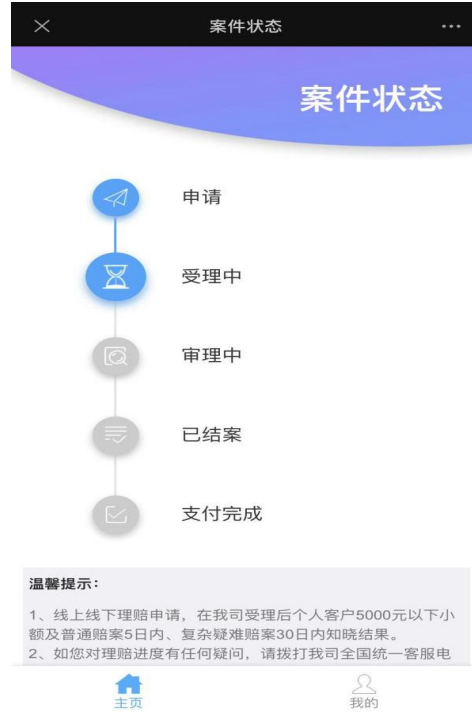 案件状态
案件状态
申请
受理中
审理中
已结案
支付完成
温馨提示：
1、线上线下理赔申请，在我司受理后个人客户5000元以下小
额及普通赔案5日内、复杂疑难赔案30日内知晓结果。
2、如您对理赔进度有任何疑问，请拨打我司全国统一客服电
主页
我的